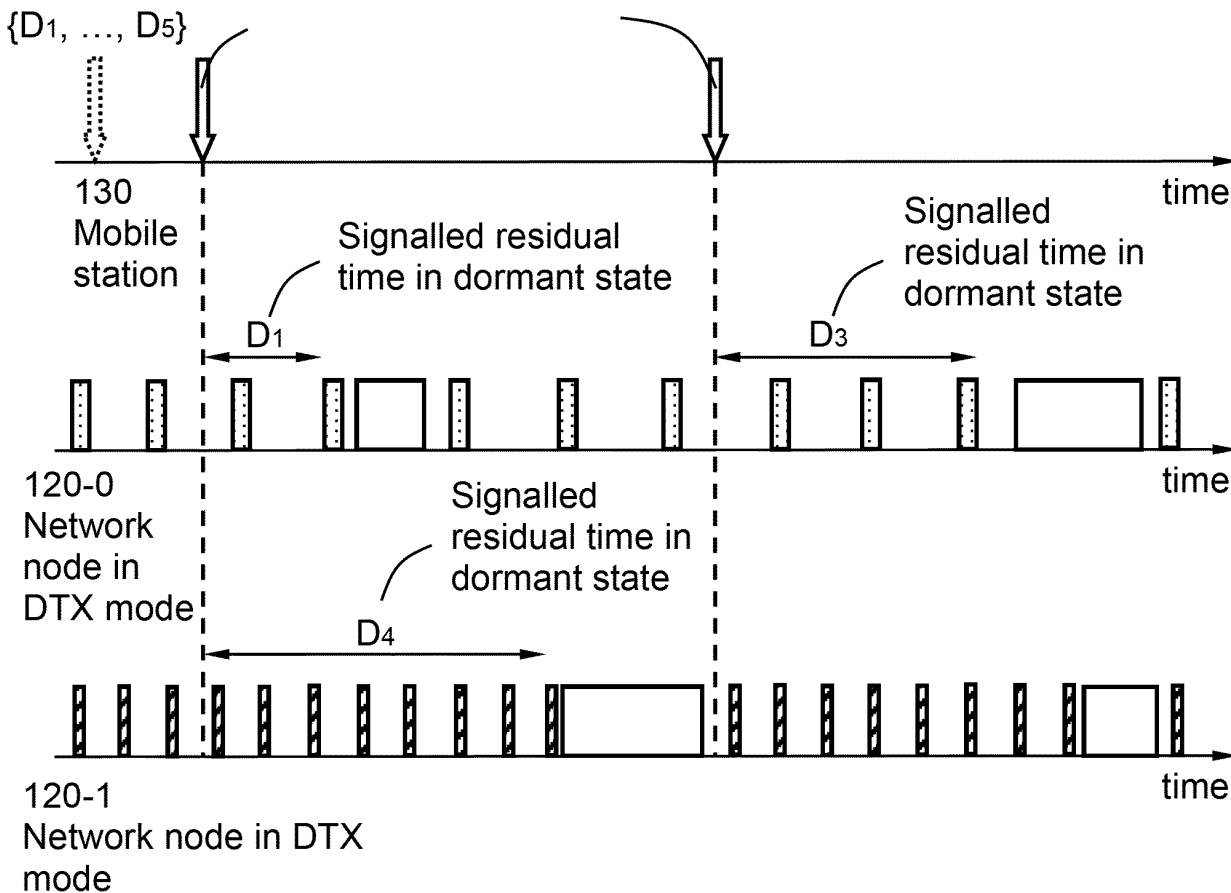 {D1, ..., D5}
time
130
Mobile
station
Signalled residual
time in dormant state
Signalled
residual time in
dormant state
D1
D3
time
120-0
Network
node in
DTX mode
Signalled
residual time in
dormant state
D4
time
120-1
Network node in DTX
mode